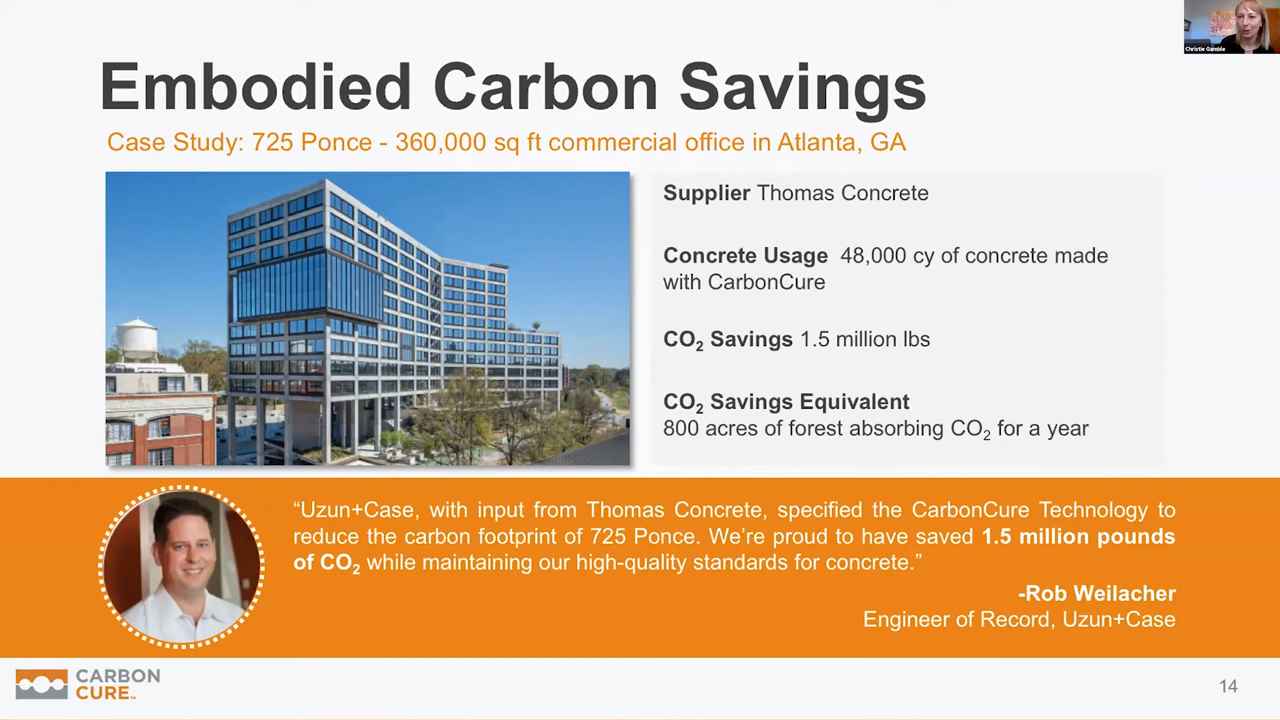 Christie Gamble
Embodied Carbon Savings
Case Study: 725 Ponce - 360,000 sq ft commercial office in Atlanta, GA
Supplier Thomas Concrete
Concrete Usage 48,000 cy of concrete made
with CarbonCure
CO₂ Savings 1.5 million lbs
CO₂ Savings Equivalent
800 acres of forest absorbing CO₂ for a year
“Uzun+Case, with input from Thomas Concrete, specified the CarbonCure Technology to
reduce the carbon footprint of 725 Ponce. We’re proud to have saved 1.5 million pounds
of CO₂ while maintaining our high-quality standards for concrete.”
-Rob Weilacher
Engineer of Record, Uzun+Case
CARBON
CURE™
14